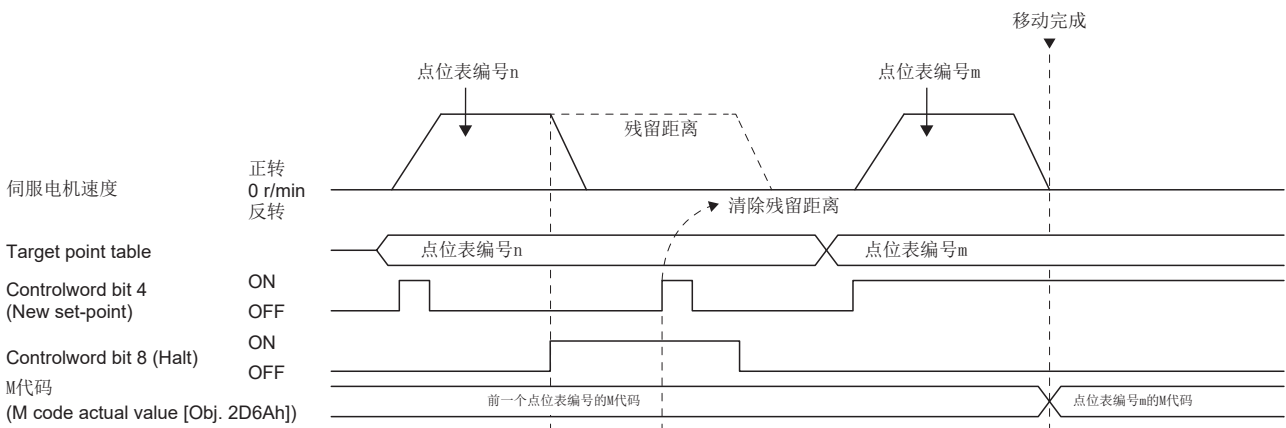 移动完成
点位表编号n
点位表编号m
残留距离
正转
伺服电机速度
0 r/min
反转
清除残留距离
Target point table
点位表编号n
点位表编号m
Controlword bit 4
(New set-point)
ON
OFF
Controlword bit 8 (Halt)
ON
OFF
M代码
(M code actual value [Obj. 2D6Ah])
前一个点位表编号的M代码
点位表编号m的M代码